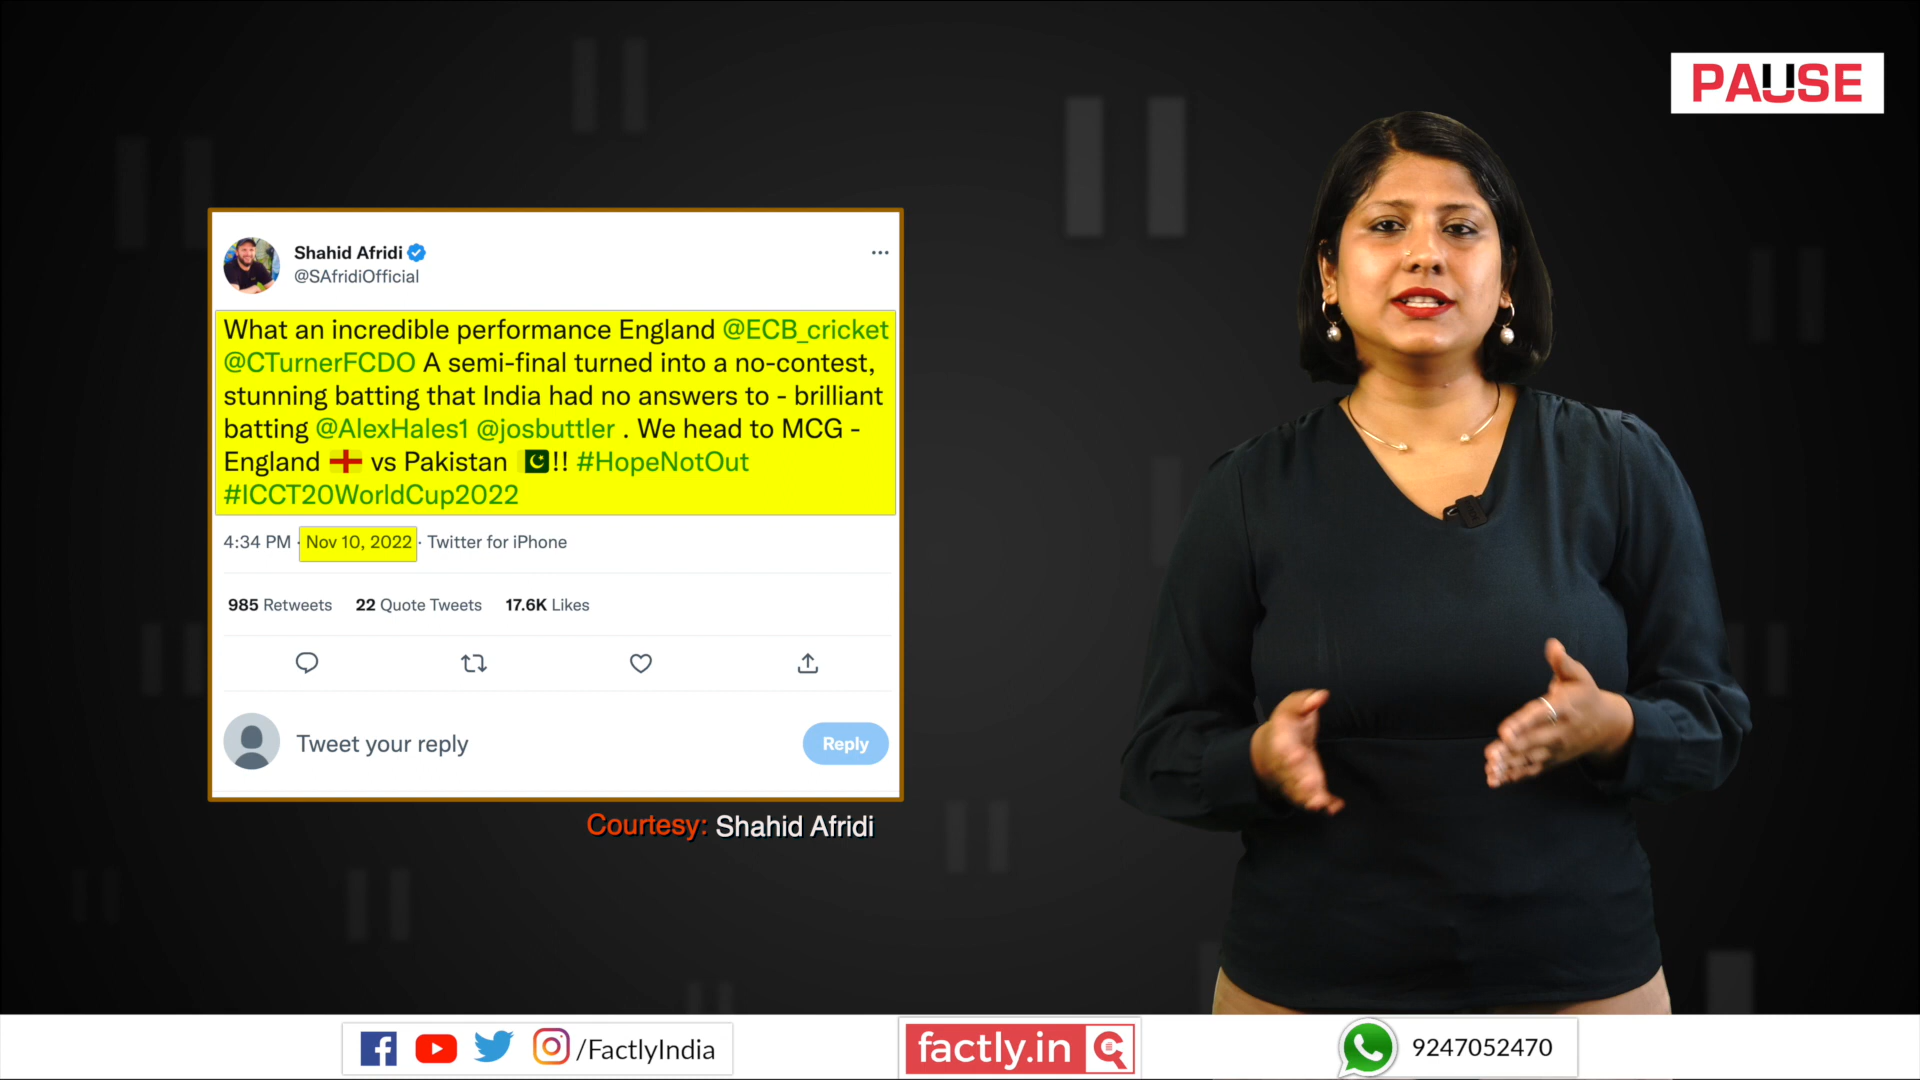 PAUSE
Shahid Afridi
@SAfridiOfficial
What an incredible performance England @ECB_cricket
@CTurnerFCDO A semi-final turned into a no-contest,
stunning batting that India had no answers to - brilliant
batting @AlexHales1 @josbuttler . We head to MCG -
England 🏴󠁧󠁢󠁥󠁮󠁧󠁿 vs Pakistan 🇵🇰!! #HopeNotOut
#ICCT20WorldCup2022
4:34 PM · Nov 10, 2022 · Twitter for iPhone
985 Retweets 22 Quote Tweets 17.6K Likes
Tweet your reply
Reply
Courtesy: Shahid Afridi
/FactlyIndia
factly.in
9247052470